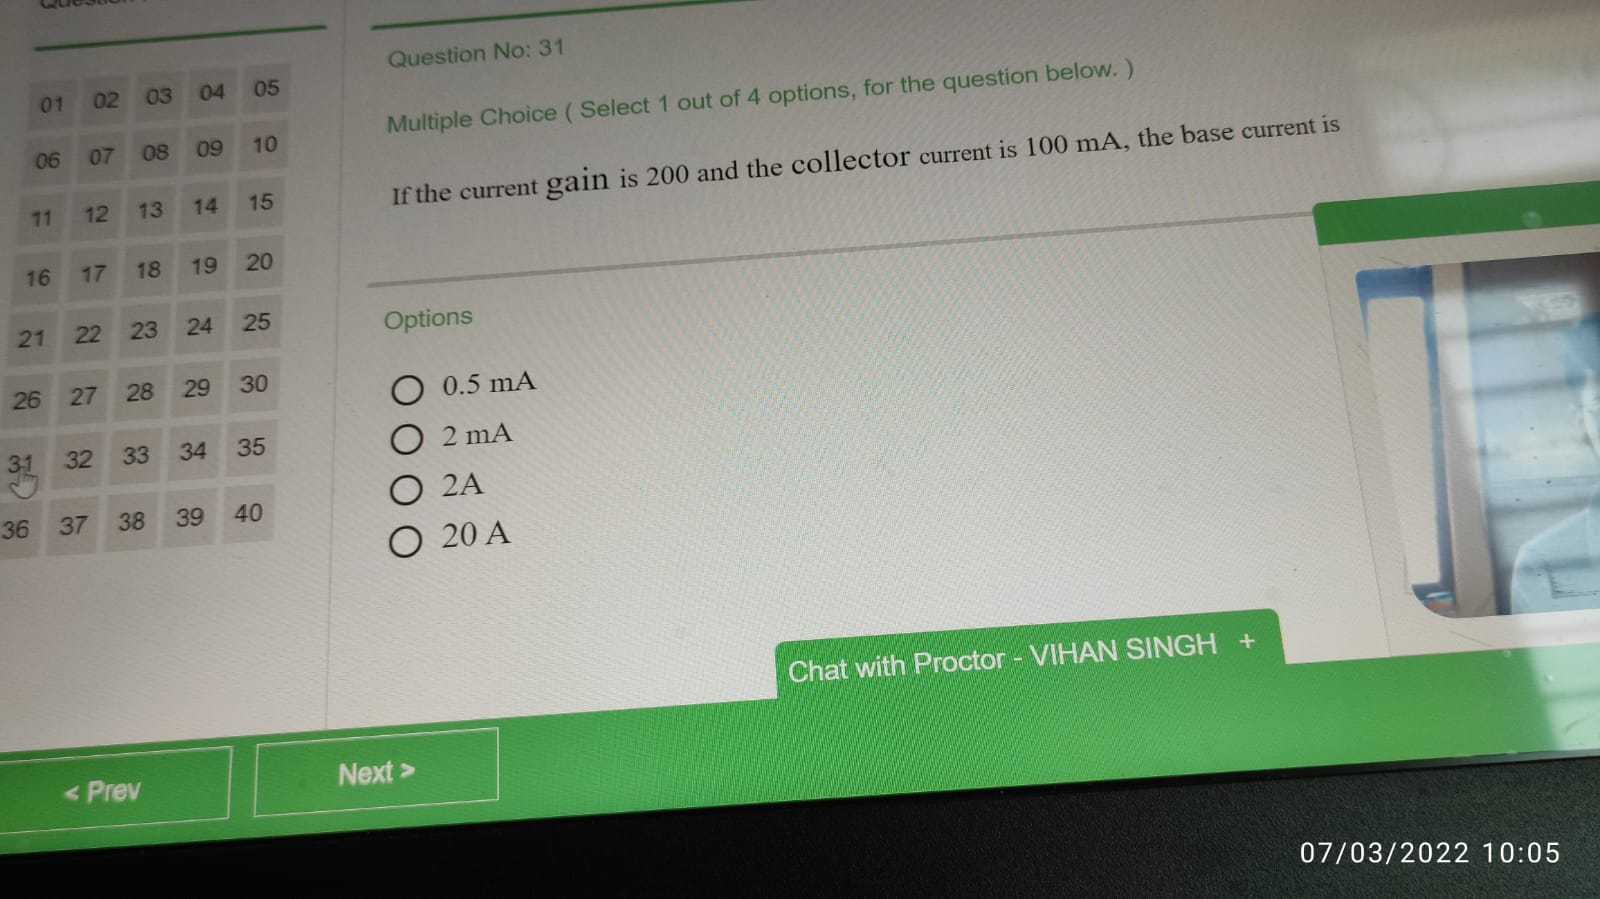 01 02 03 04 05
06 07 08 09 10
11 12 13 14 15
16 17 18 19 20
21 22 23 24 25
26 27 28 29 30
31 32 33 34 35
36 37 38 39 40
Question No: 31
Multiple Choice ( Select 1 out of 4 options, for the question below. )
If the current gain is 200 and the collector current is 100 mA, the base current is
Options
0.5 mA
2 mA
2A
20 A
Chat with Proctor - VIHAN SINGH +
< Prev
Next >
07/03/2022 10:05